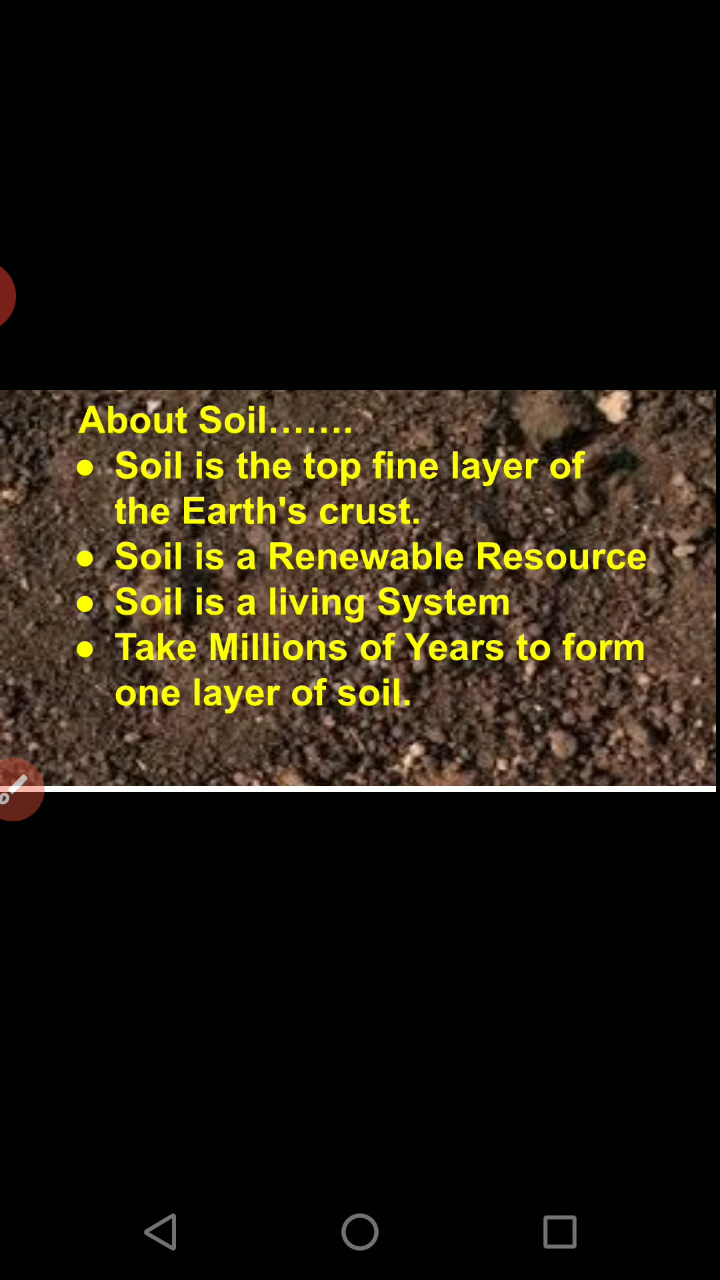 About Soil.......
● Soil is the top fine layer of
the Earth's crust.
● Soil is a Renewable Resource
● Soil is a living System
● Take Millions of Years to form
one layer of soil.